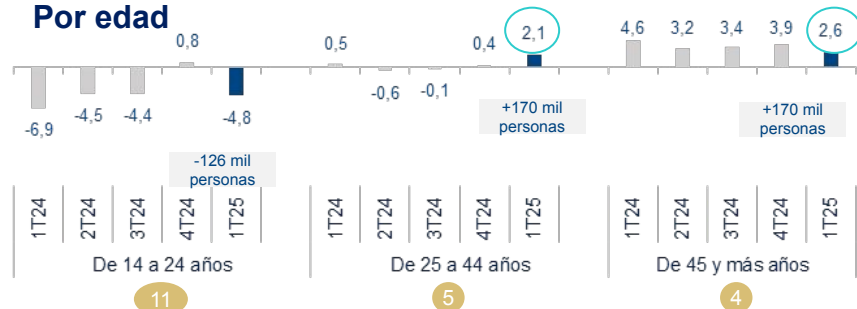 Por edad
-6,9
-4,5
-4,4
0,8
-4,8
-126 mil
personas
1T24
2T24
3T24
4T24
1T25
De 14 a 24 años
11
0,5
-0,6
-0,1
0,4
2,1
+170 mil
personas
1T24
2T24
3T24
4T24
1T25
De 25 a 44 años
5
4,6
3,2
3,4
3,9
2,6
+170 mil
personas
1T24
2T24
3T24
4T24
1T25
De 45 y más años
4